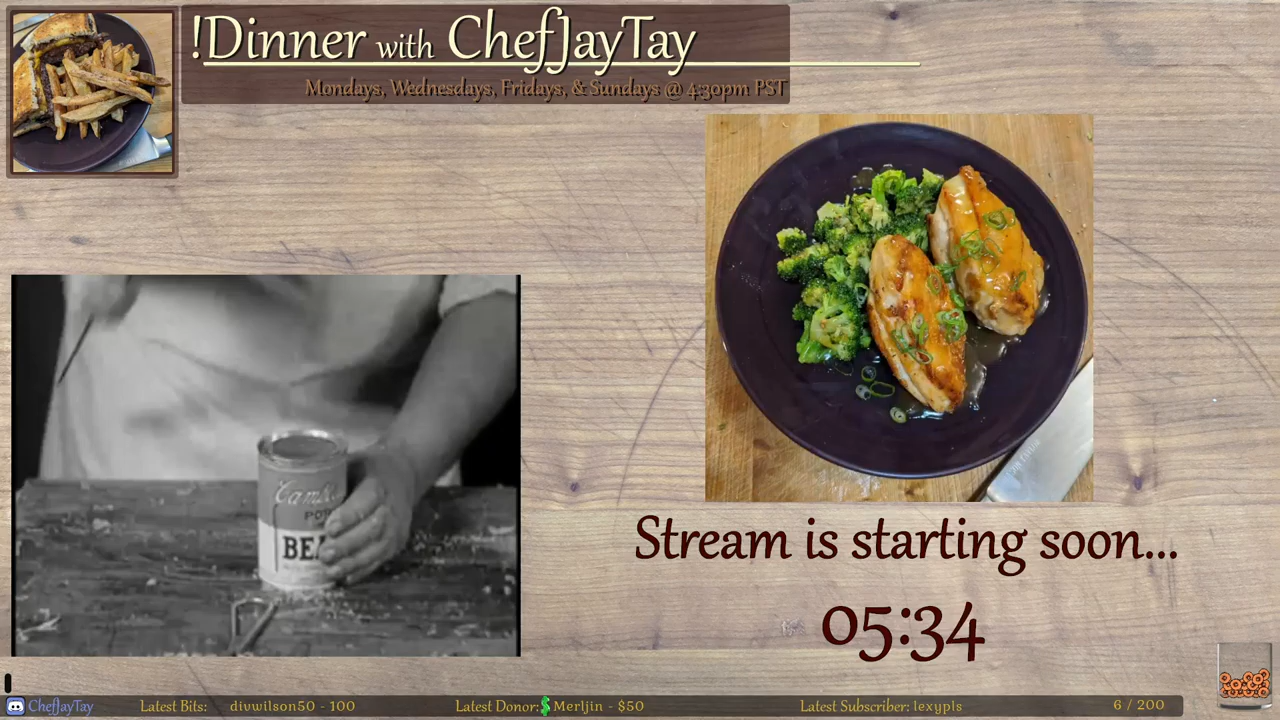 !Dinner with ChefJayTay
Mondays, Wednesdays, Fridays, & Sundays @ 4:30pm PST
BEA
Stream is starting soon...
05:34
ChefJayTay
Latest Bits: divwilson50 - 100
Latest Donor: Merljin - $50
Latest Subscriber: lexypls
6 / 200